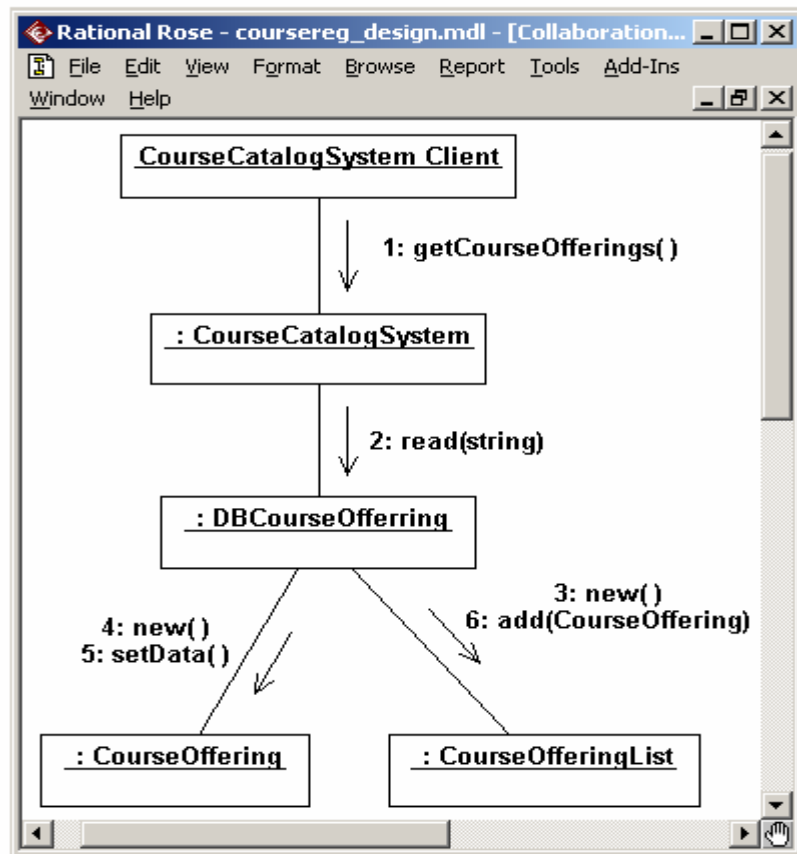 Rational Rose - coursereg_design.mdl - [Collaboration...
File Edit View Format Browse Report Tools Add-Ins
Window Help
CourseCatalogSystem Client
1: getCourseOfferings( )
: CourseCatalogSystem
2: read(string)
: DBCourseOfferring
3: new( )
6: add(CourseOffering)
4: new( )
5: setData( )
: CourseOffering
: CourseOfferingList